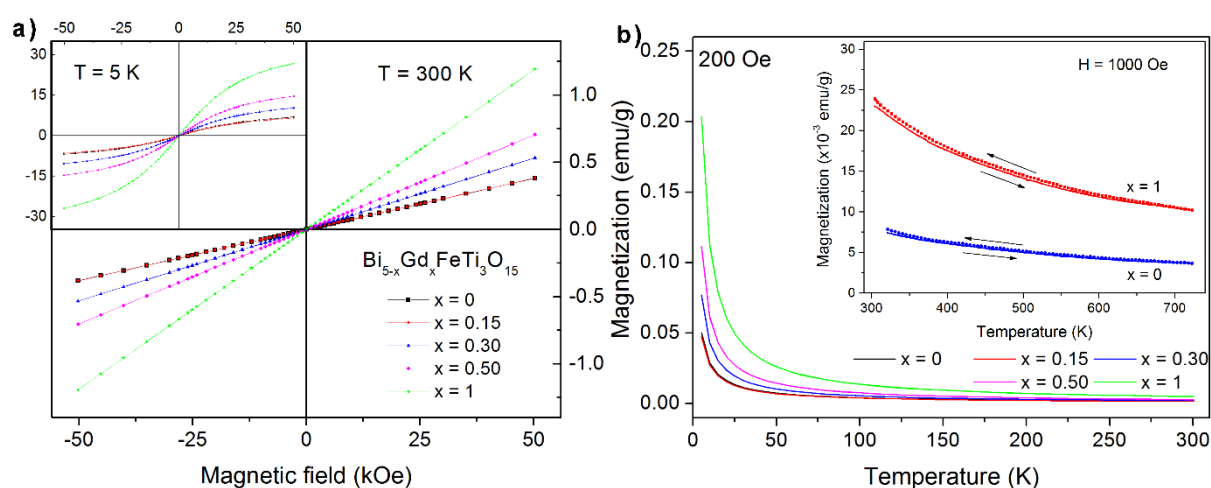 a)
-50 -25 0 25 50
30
15
0
-15
-30
T = 5 K
T = 300 K
1.0
0.5
0.0
-0.5
-1.0
Magnetization (emu/g)
Bi5-xGdxFeTi3O15
x = 0
x = 0.15
x = 0.30
x = 0.50
x = 1
-50 -25 0 25 50
Magnetic field (kOe)
b)
0.25
0.20
0.15
0.10
0.05
0.00
200 Oe
30
25
20
15
10
5
0
Magnetization (x10-3 emu/g)
H = 1000 Oe
x = 1
x = 0
300 400 500 600 700
Temperature (K)
x = 0 x = 0.15 x = 0.30
x = 0.50 x = 1
0 50 100 150 200 250 300
Temperature (K)